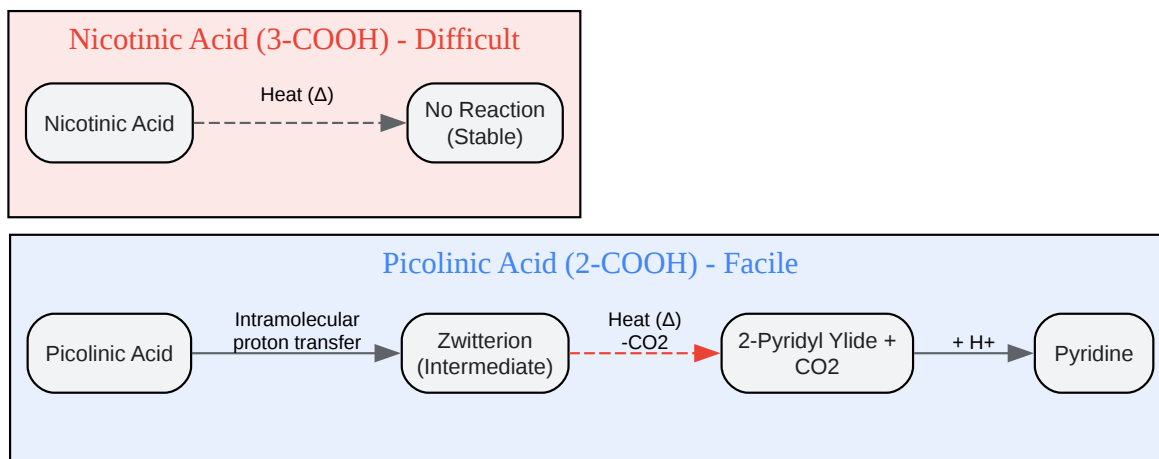 Nicotinic Acid (3-COOH) - Difficult
Nicotinic Acid
Heat (Δ)
No Reaction
(Stable)
Picolinic Acid (2-COOH) - Facile
Picolinic Acid
Intramolecular
proton transfer
Zwitterion
(Intermediate)
Heat (Δ)
-CO2
2-Pyridyl Ylide +
CO2
+ H+
Pyridine